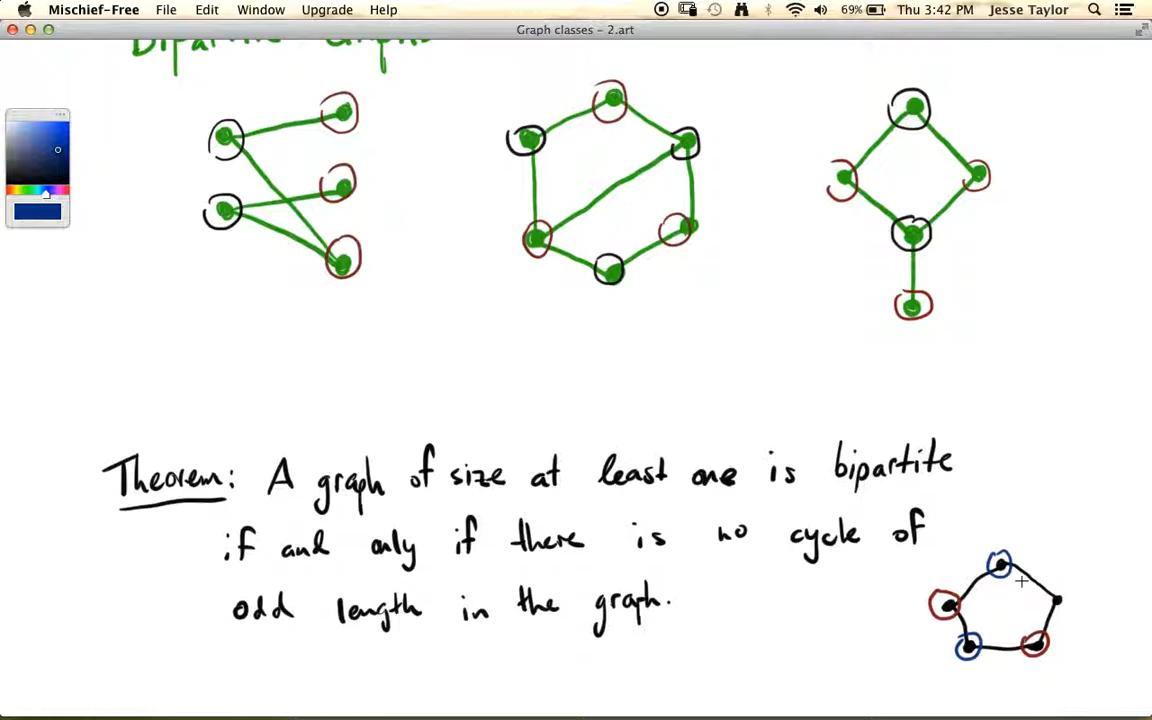 Mischief-Free File Edit Window Upgrade Help 69% Thu 3:42 PM Jesse Taylor
Graph classes - 2.art
Bipartite Graphs
Theorem: A graph of size at least one is bipartite
if and only if there is no cycle of
odd length in the graph.